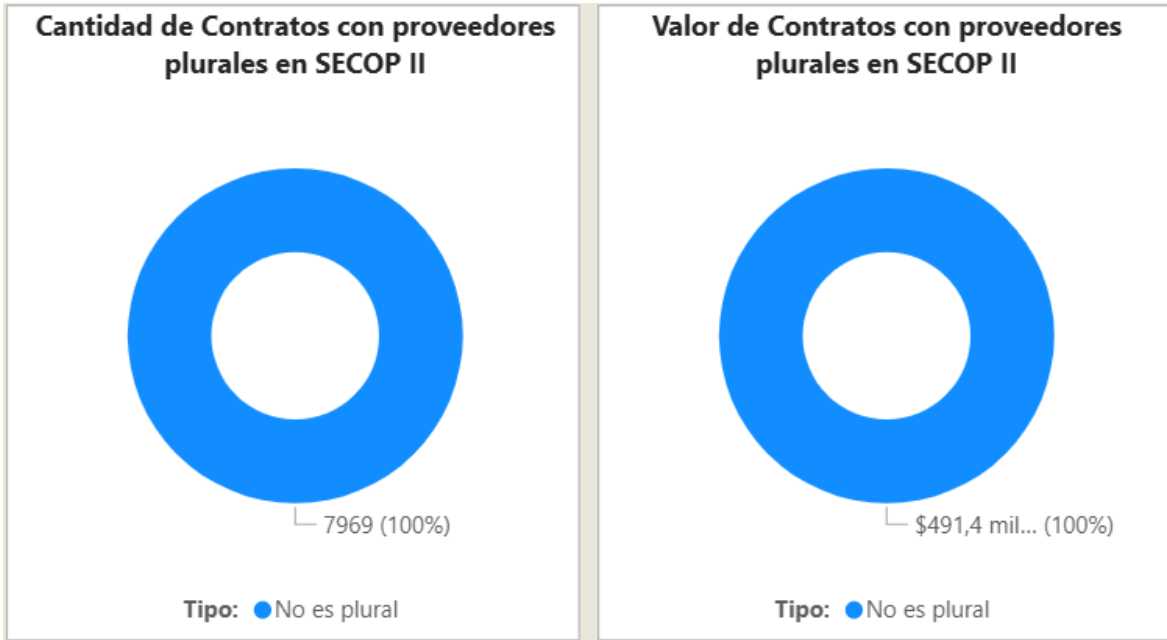 Cantidad de Contratos con proveedores
plurales en SECOP II
7969 (100%)
Tipo: No es plural
Valor de Contratos con proveedores
plurales en SECOP II
$491,4 mil... (100%)
Tipo: No es plural